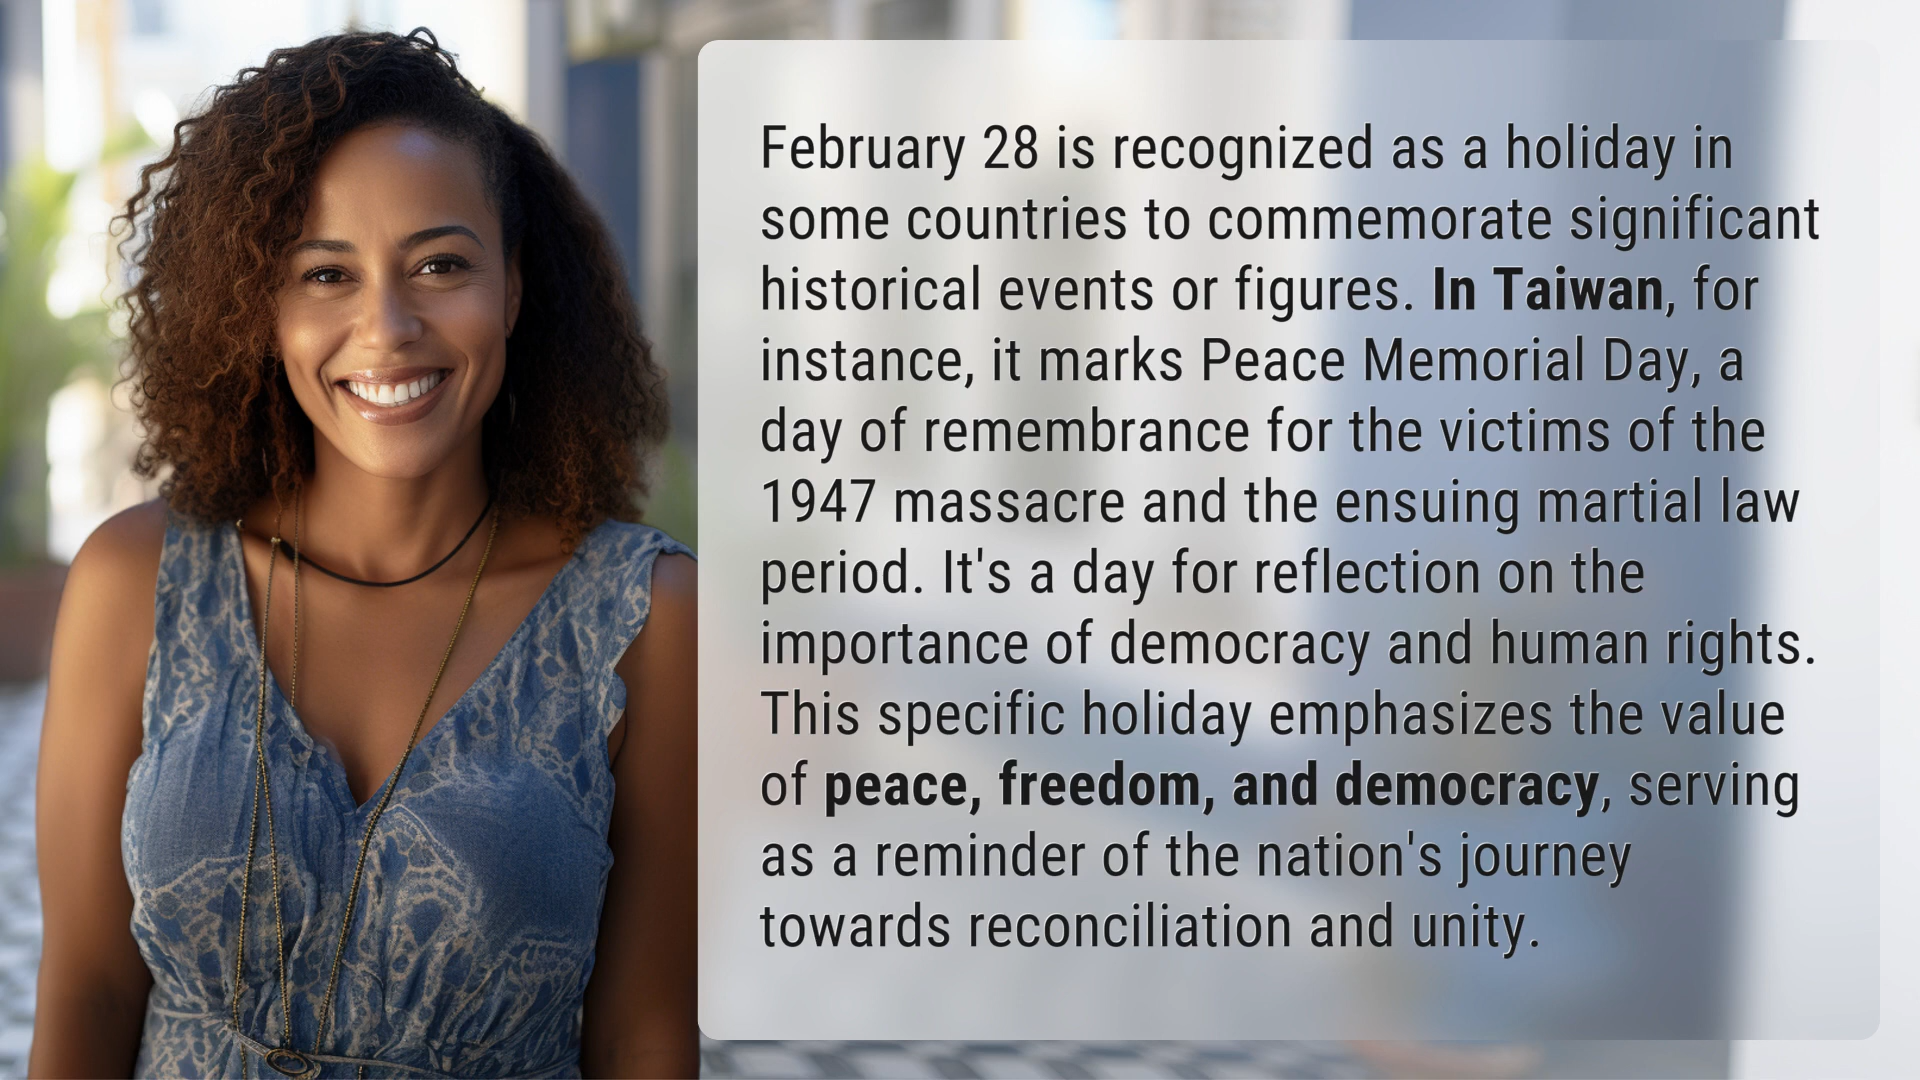 February 28 is recognized as a holiday in
some countries to commemorate significant
historical events or figures. In Taiwan, for
instance, it marks Peace Memorial Day, a
day of remembrance for the victims of the
1947 massacre and the ensuing martial law
period. It's a day for reflection on the
importance of democracy and human rights.
This specific holiday emphasizes the value
of peace, freedom, and democracy, serving
as a reminder of the nation's journey
towards reconciliation and unity.